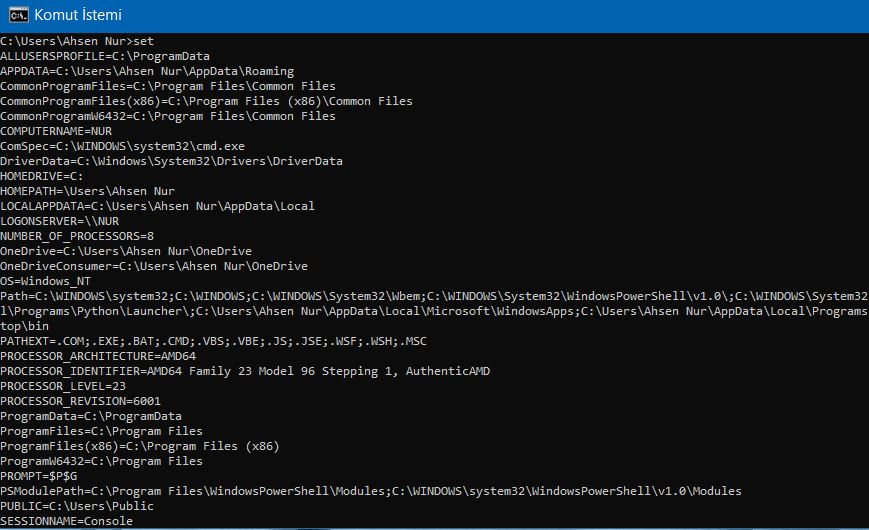 Komut İstemi
C:\Users\Ahsen Nur>set
ALLUSERSPROFILE=C:\ProgramData
APPDATA=C:\Users\Ahsen Nur\AppData\Roaming
CommonProgramFiles=C:\Program Files\Common Files
CommonProgramFiles(x86)=C:\Program Files (x86)\Common Files
CommonProgramW6432=C:\Program Files\Common Files
COMPUTERNAME=NUR
ComSpec=C:\WINDOWS\system32\cmd.exe
DriverData=C:\Windows\System32\Drivers\DriverData
HOMEDRIVE=C:
HOMEPATH=\Users\Ahsen Nur
LOCALAPPDATA=C:\Users\Ahsen Nur\AppData\Local
LOGONSERVER=\\NUR
NUMBER_OF_PROCESSORS=8
OneDrive=C:\Users\Ahsen Nur\OneDrive
OneDriveConsumer=C:\Users\Ahsen Nur\OneDrive
OS=Windows_NT
Path=C:\WINDOWS\system32;C:\WINDOWS;C:\WINDOWS\System32\Wbem;C:\WINDOWS\System32\WindowsPowerShell\v1.0\;C:\WINDOWS\System32
l\Programs\Python\Launcher\;C:\Users\Ahsen Nur\AppData\Local\Microsoft\WindowsApps;C:\Users\Ahsen Nur\AppData\Local\Programs
top\bin
PATHEXT=.COM;.EXE;.BAT;.CMD;.VBS;.VBE;.JS;.JSE;.WSF;.WSH;.MSC
PROCESSOR_ARCHITECTURE=AMD64
PROCESSOR_IDENTIFIER=AMD64 Family 23 Model 96 Stepping 1, AuthenticAMD
PROCESSOR_LEVEL=23
PROCESSOR_REVISION=6001
ProgramData=C:\ProgramData
ProgramFiles=C:\Program Files
ProgramFiles(x86)=C:\Program Files (x86)
ProgramW6432=C:\Program Files
PROMPT=$P$G
PSModulePath=C:\Program Files\WindowsPowerShell\Modules;C:\WINDOWS\system32\WindowsPowerShell\v1.0\Modules
PUBLIC=C:\Users\Public
SESSIONNAME=Console